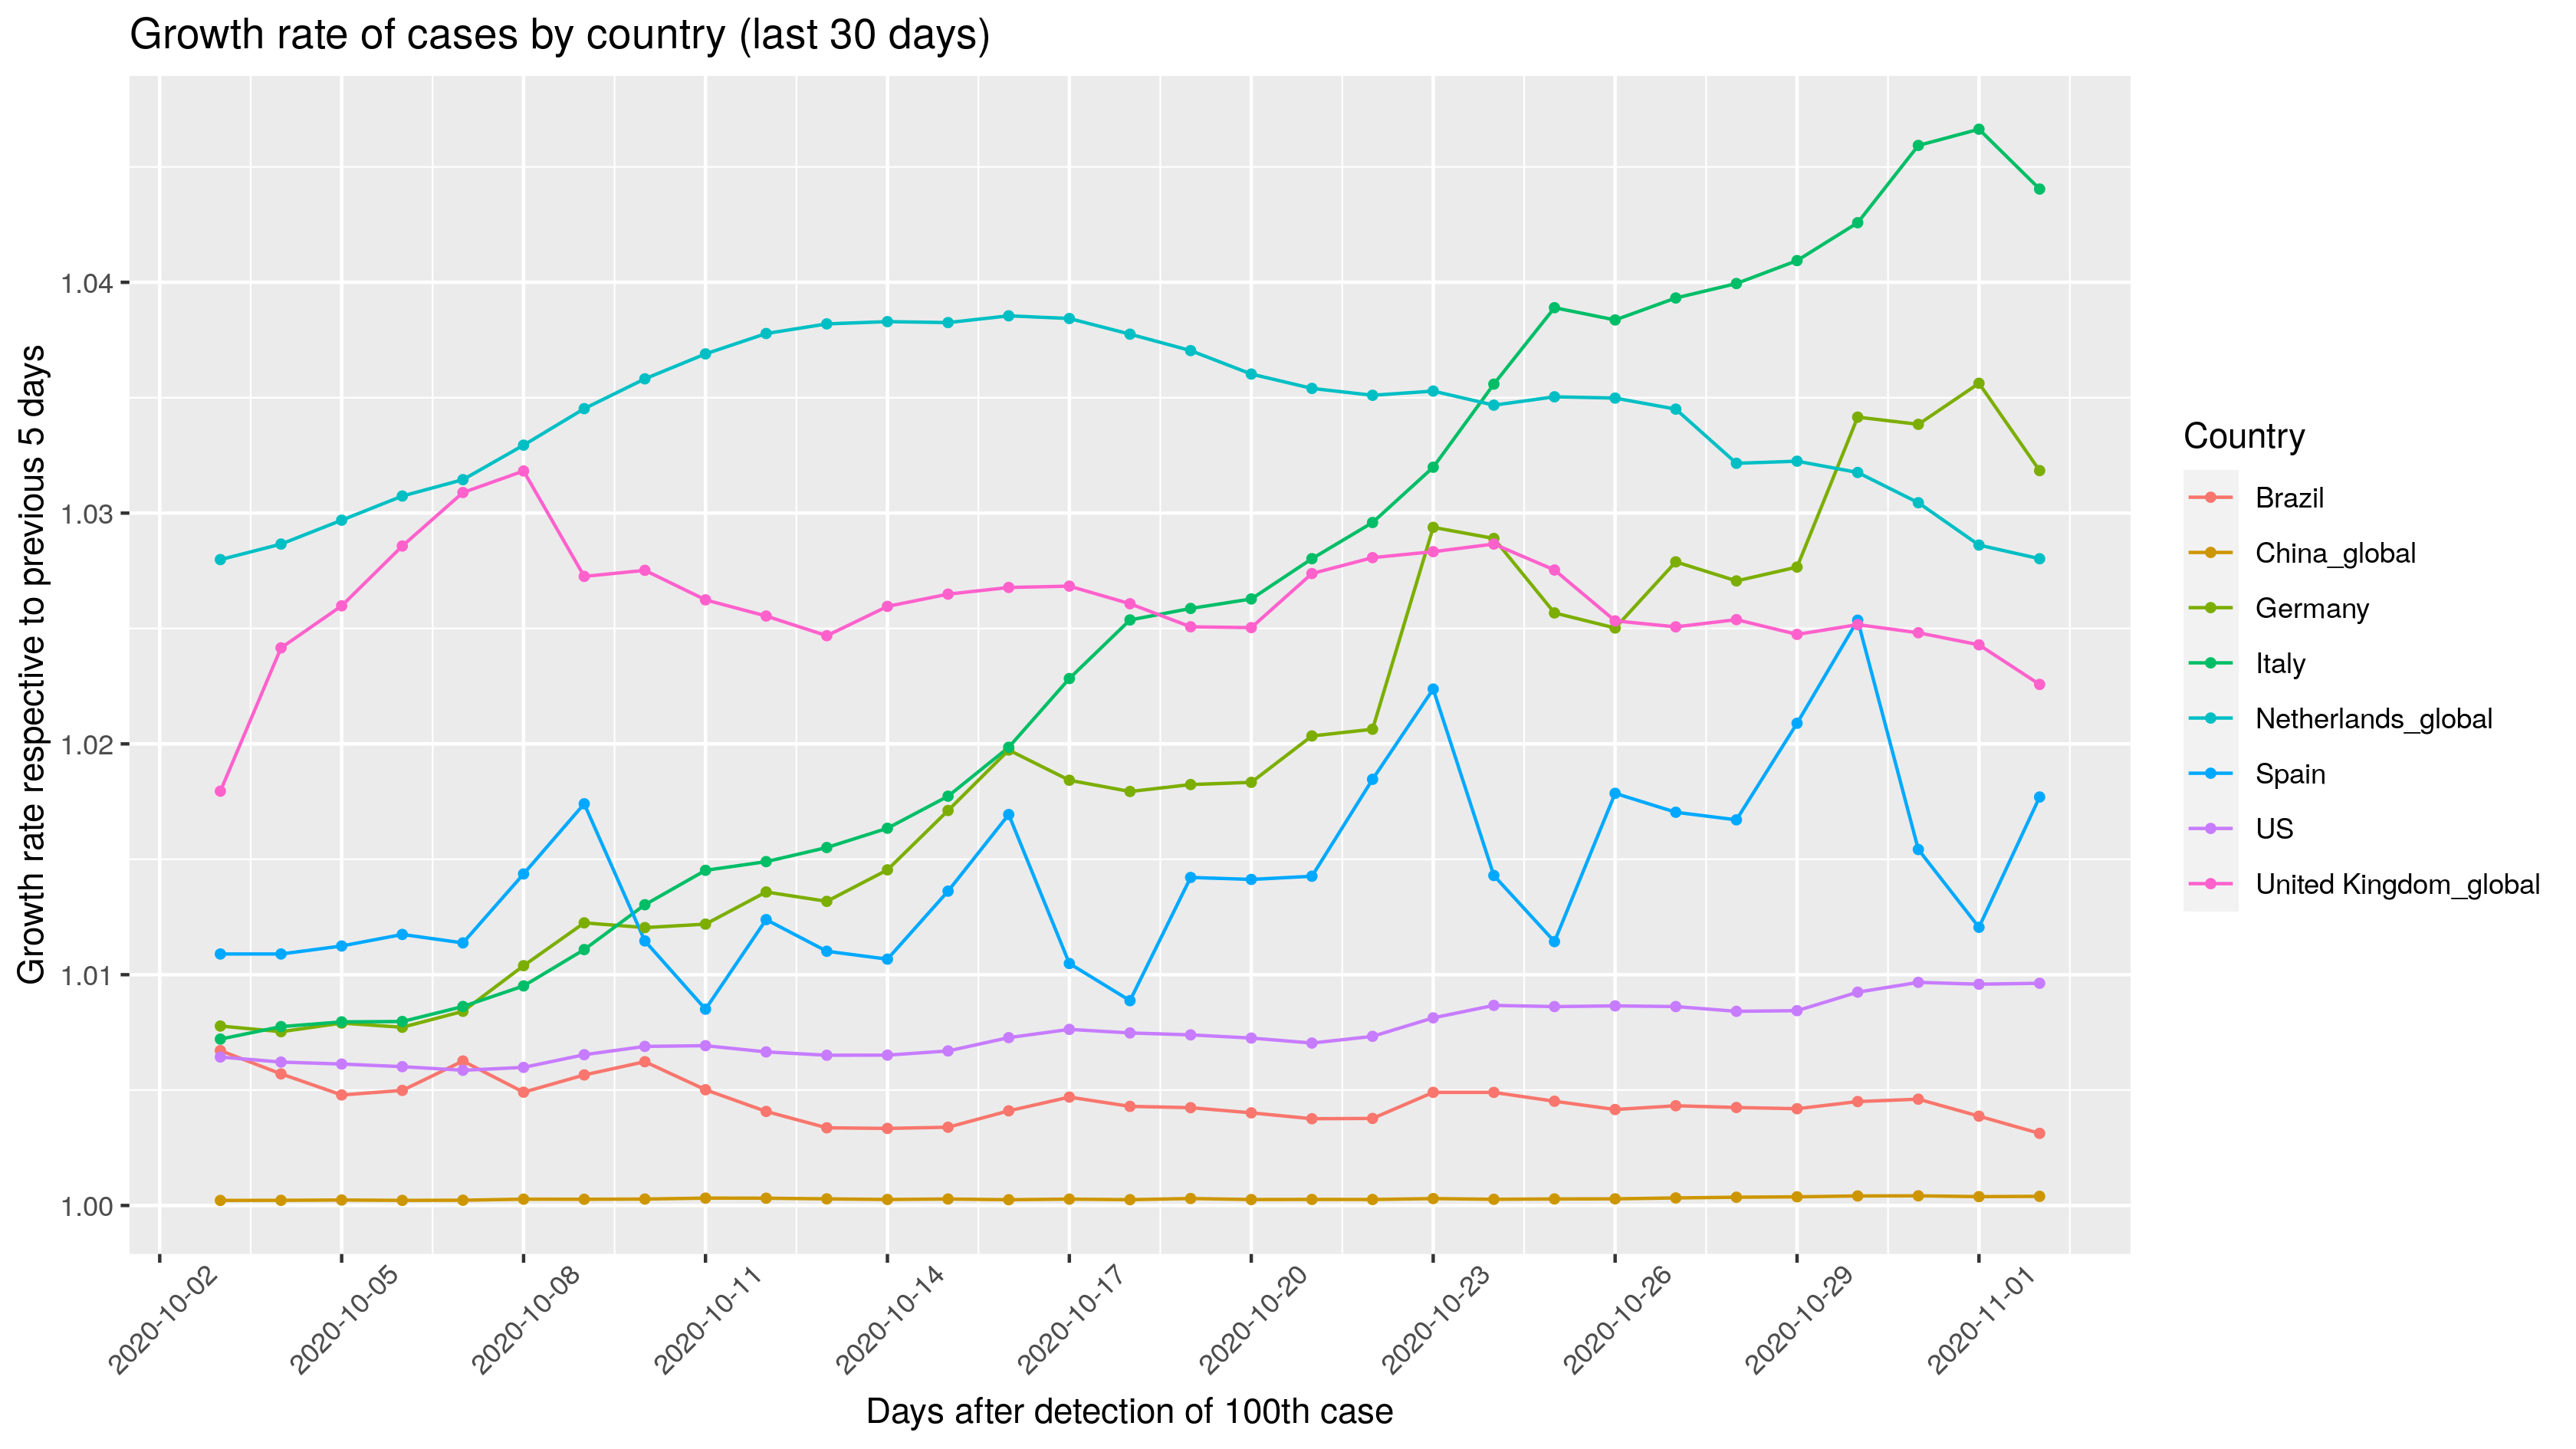 Growth rate of cases by country (last 30 days)
Growth rate respective to previous 5 days
1.04
1.03
1.02
1.01
1.00
2020-10-02
2020-10-05
2020-10-08
2020-10-11
2020-10-14
2020-10-17
2020-10-20
2020-10-23
2020-10-26
2020-10-29
2020-11-01
Days after detection of 100th case
Country
Brazil
China_global
Germany
Italy
Netherlands_global
Spain
US
United Kingdom_global